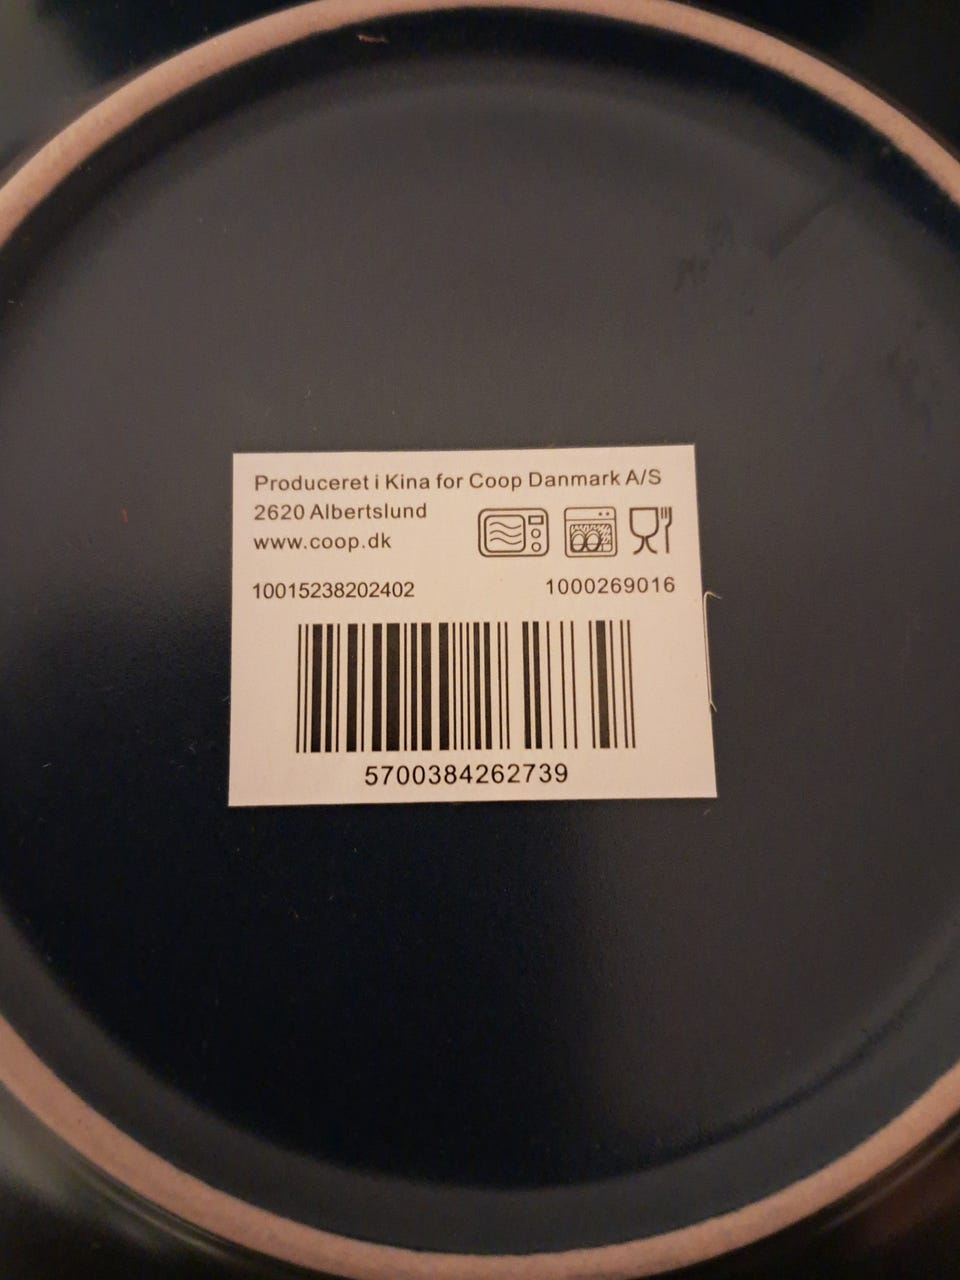 Produceret i Kina for Coop Danmark A/S
2620 Albertslund
www.coop.dk
10015238202402 1000269016
5700384262739